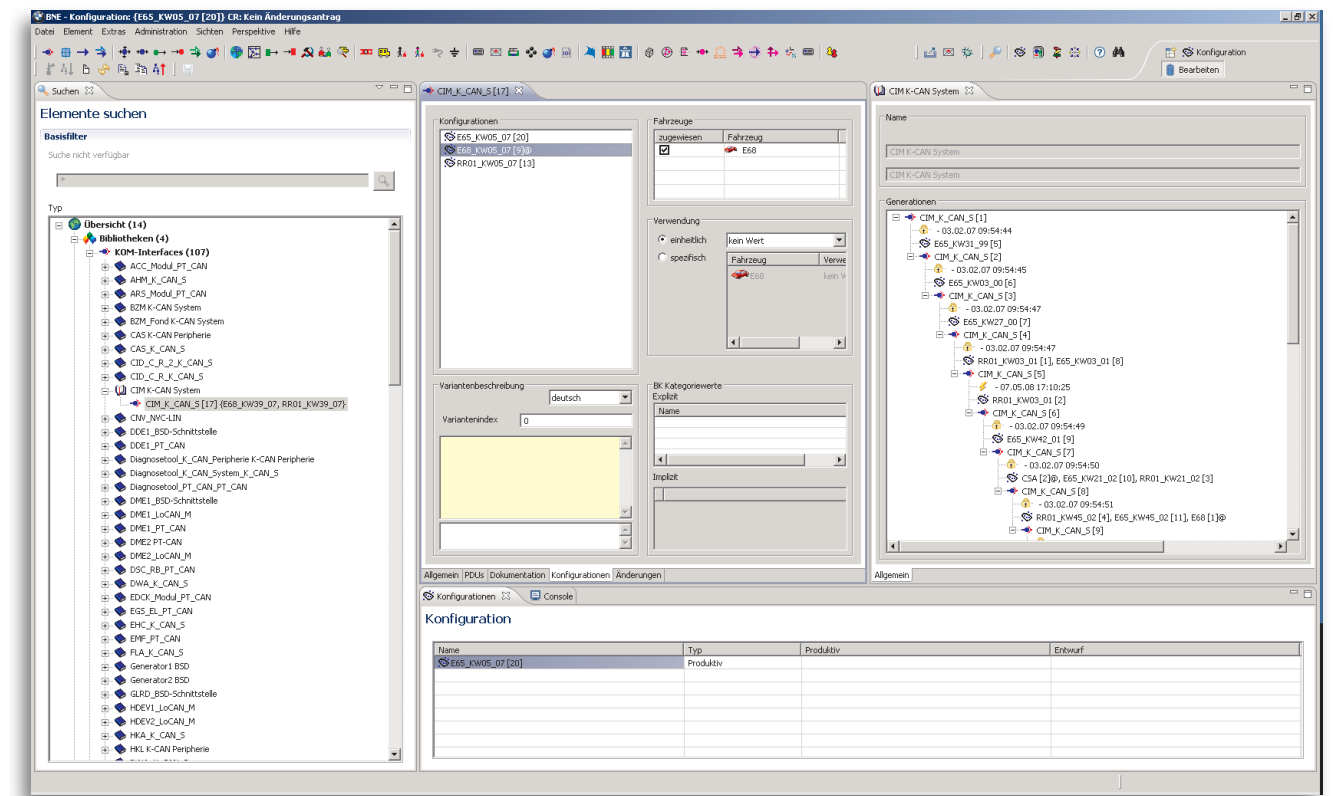 BNE - Konfiguration: {E65_KW05_07 [20]} CR: Kein Änderungsantrag
Datei Element Extras Administration Sichten Perspektive Hilfe
Konfiguration
Bearbeiten
Suchen
Elemente suchen
Basisfilter
Suche nicht verfügbar
*
Typ
Übersicht (14)
Bibliotheken (4)
KOM-Interfaces (107)
ACC_Modul_PT_CAN
AHM_K_CAN_S
ARS_Modul_PT_CAN
BZM K-CAN System
BZM_Fond K-CAN System
CAS K-CAN Peripherie
CAS_K_CAN_S
CID_C_R_2_K_CAN_S
CID_C_R_K_CAN_S
CIM K-CAN System
CIM_K_CAN_S [17] {E68_KW39_07, RR01_KW39_07}
CNV_NVC-LIN
DDE1_BSD-Schnittstelle
DDE1_PT_CAN
Diagnosetool_K_CAN_Peripherie K-CAN Peripherie
Diagnosetool_K_CAN_System_K_CAN_S
Diagnosetool_PT_CAN_PT_CAN
DME1_BSD-Schnittstelle
DME1_LoCAN_M
DME1_PT_CAN
DME2 PT-CAN
DME2_LoCAN_M
DSC_RB_PT_CAN
DWA_K_CAN_S
EDCK_Modul_PT_CAN
EGS_EL_PT_CAN
EHC_K_CAN_S
EMF_PT_CAN
FLA_K_CAN_S
Generator1 BSD
Generator2 BSD
GLRD_BSD-Schnittstelle
HDEV1_LoCAN_M
HDEV2_LoCAN_M
HKA_K_CAN_S
HKL K-CAN Peripherie
CIM_K_CAN_S [17]
Konfigurationen
E65_KW05_07 [20]
E68_KW05_07 [9]@
RR01_KW05_07 [13]
Fahrzeuge
zugewiesen Fahrzeug
E68
Verwendung
einheitlich kein Wert
spezifisch
Fahrzeug Verwe
E68 kein
Variantenbeschreibung
deutsch
Variantenindex 0
BK Kategoriewerte
Explizit
Name
Implizit
Allgemein PDUs Dokumentation Konfigurationen Änderungen
CIM K-CAN System
Name
CIM K-CAN System
CIM K-CAN System
Generationen
CIM_K_CAN_S [1]
- 03.02.07 09:54:44
E65_KW31_99 [5]
CIM_K_CAN_S [2]
- 03.02.07 09:54:45
E65_KW03_00 [6]
CIM_K_CAN_S [3]
- 03.02.07 09:54:47
E65_KW27_00 [7]
CIM_K_CAN_S [4]
- 03.02.07 09:54:47
RR01_KW03_01 [1], E65_KW03_01 [8]
CIM_K_CAN_S [5]
- 07.05.08 17:10:25
RR01_KW03_01 [2]
CIM_K_CAN_S [6]
- 03.02.07 09:54:49
E65_KW42_01 [9]
CIM_K_CAN_S [7]
- 03.02.07 09:54:50
CSA [2]@, E65_KW21_02 [10], RR01_KW21_02 [3]
CIM_K_CAN_S [8]
- 03.02.07 09:54:51
RR01_KW45_02 [4], E65_KW45_02 [11], E68 [1]@
CIM_K_CAN_S [9]
Allgemein
Konfigurationen Console
Konfiguration
Name Typ Produktiv Entwurf
E65_KW05_07 [20] Produktiv